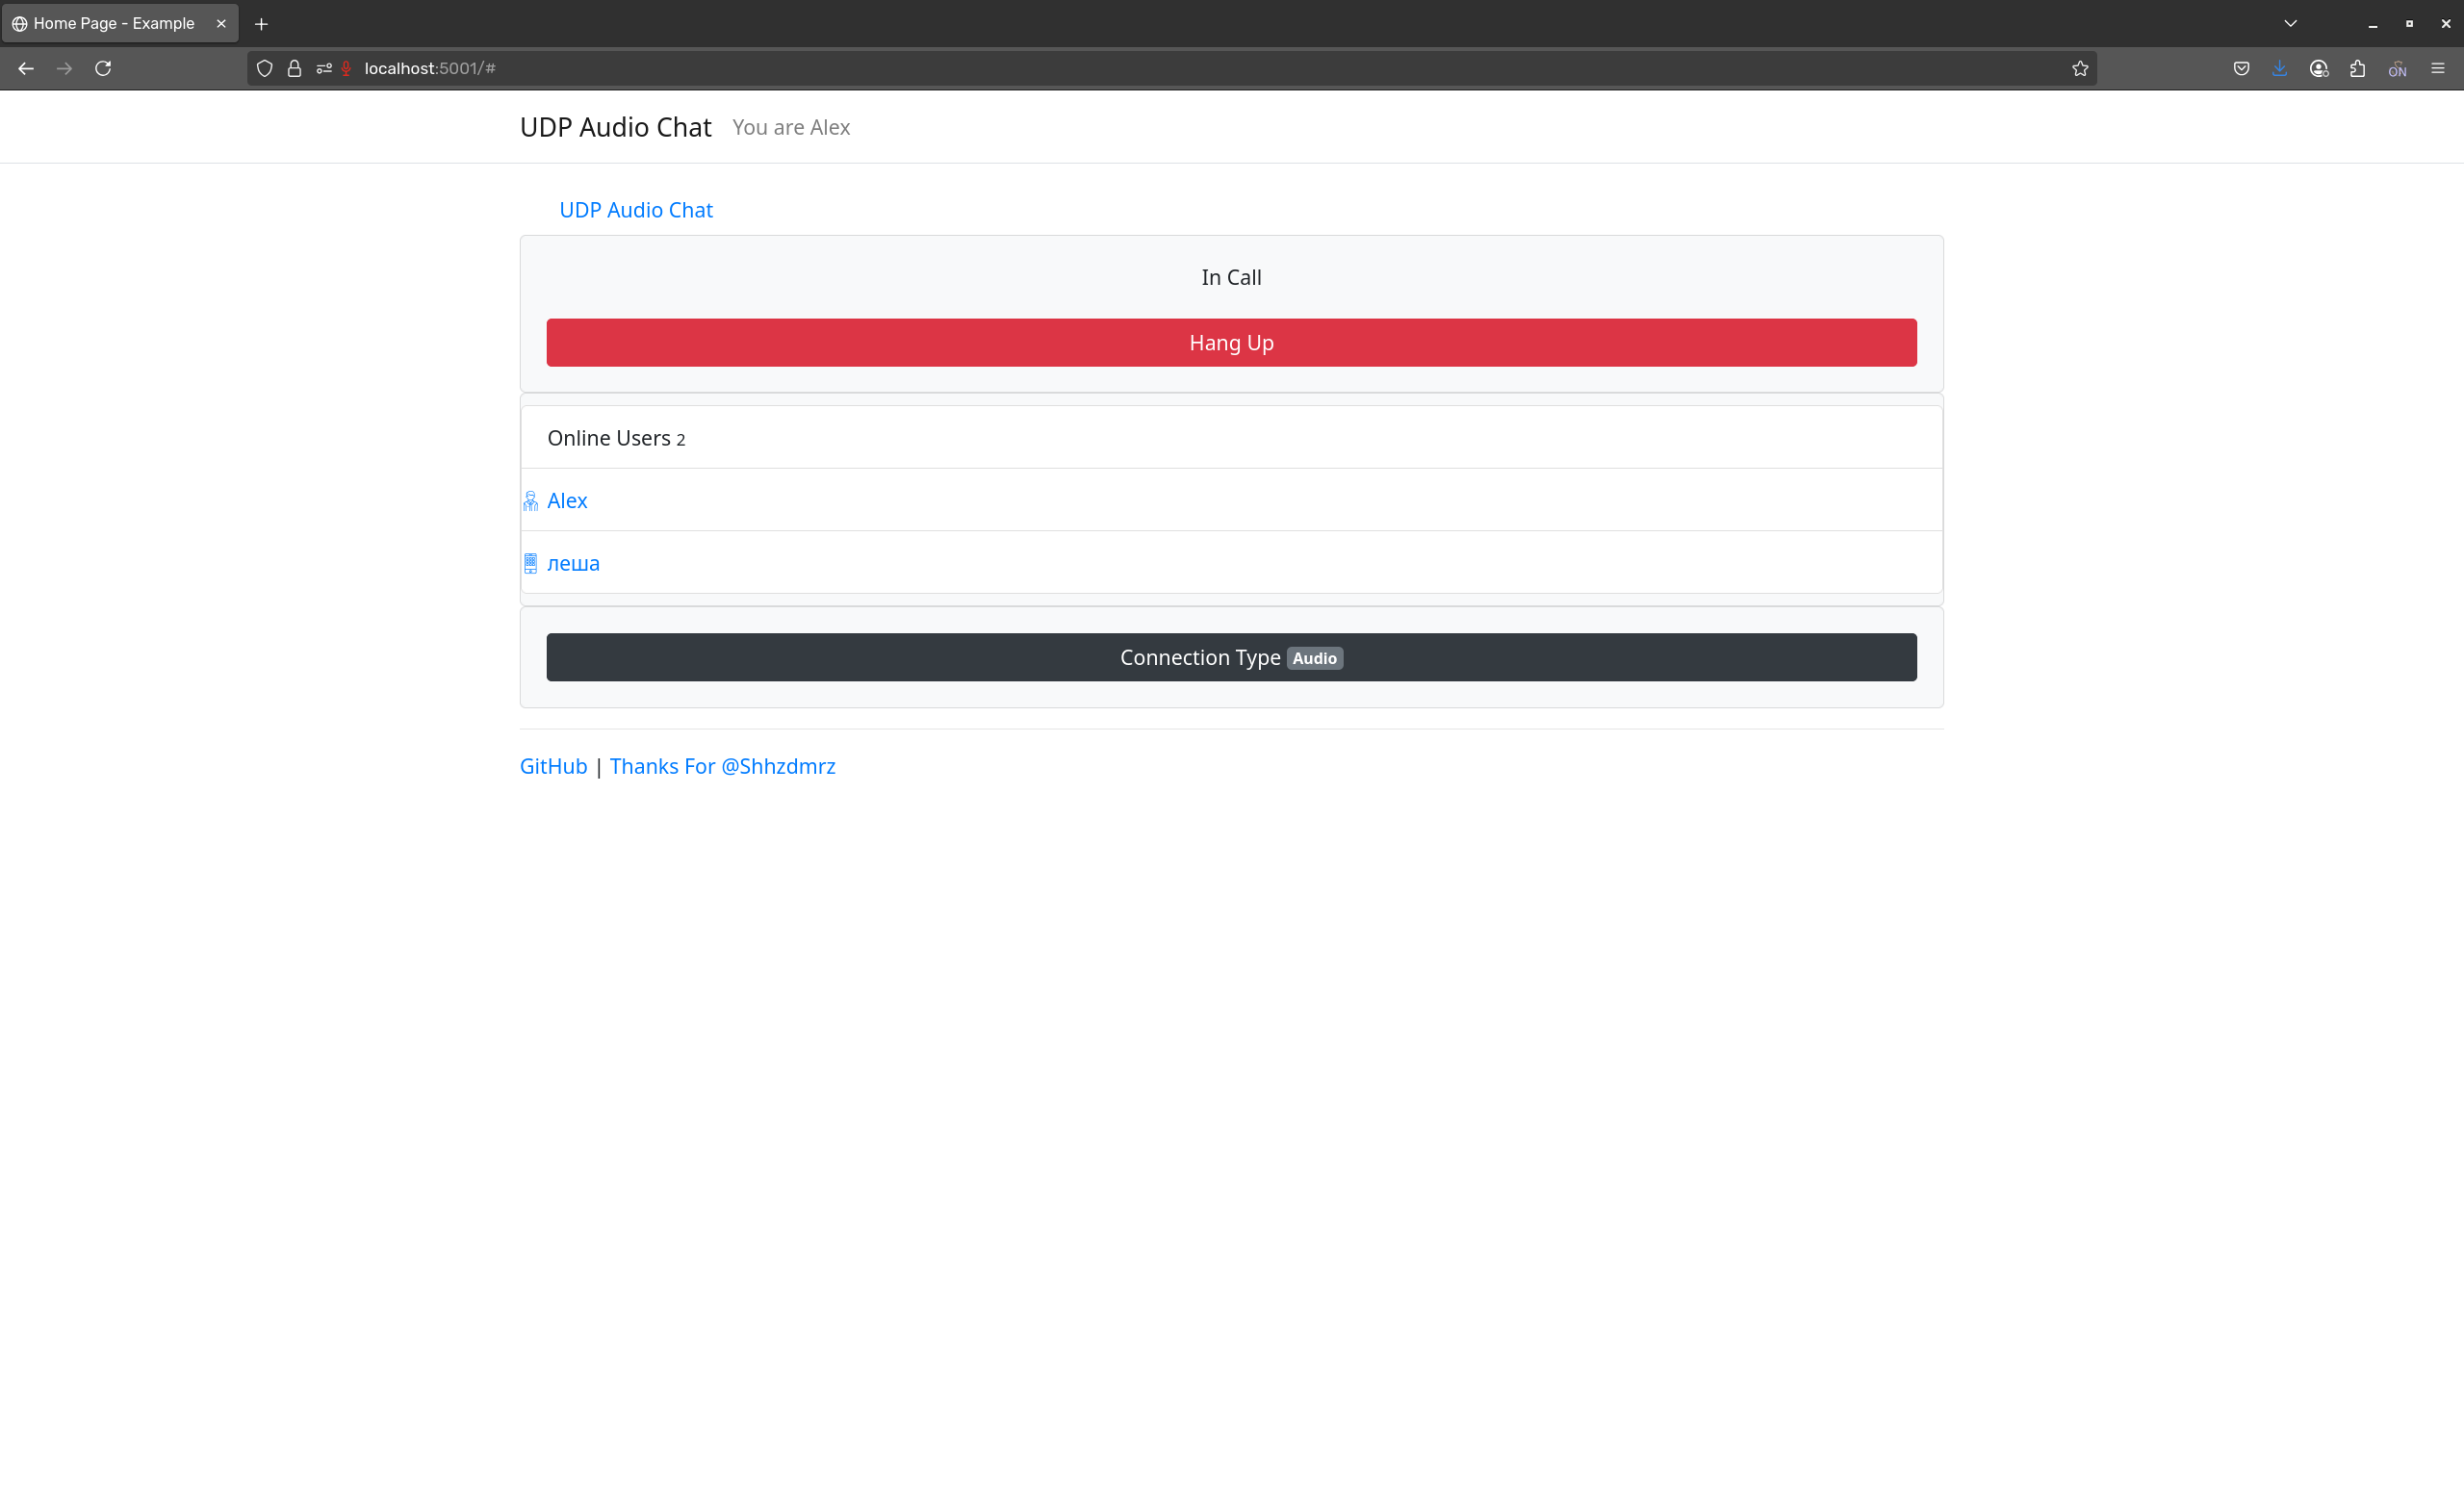 Home Page - Example
localhost:5001/#
ON
UDP Audio Chat You are Alex
UDP Audio Chat
In Call
Hang Up
Online Users 2
Alex
леша
Connection Type Audio
GitHub | Thanks For @Shhzdmrz